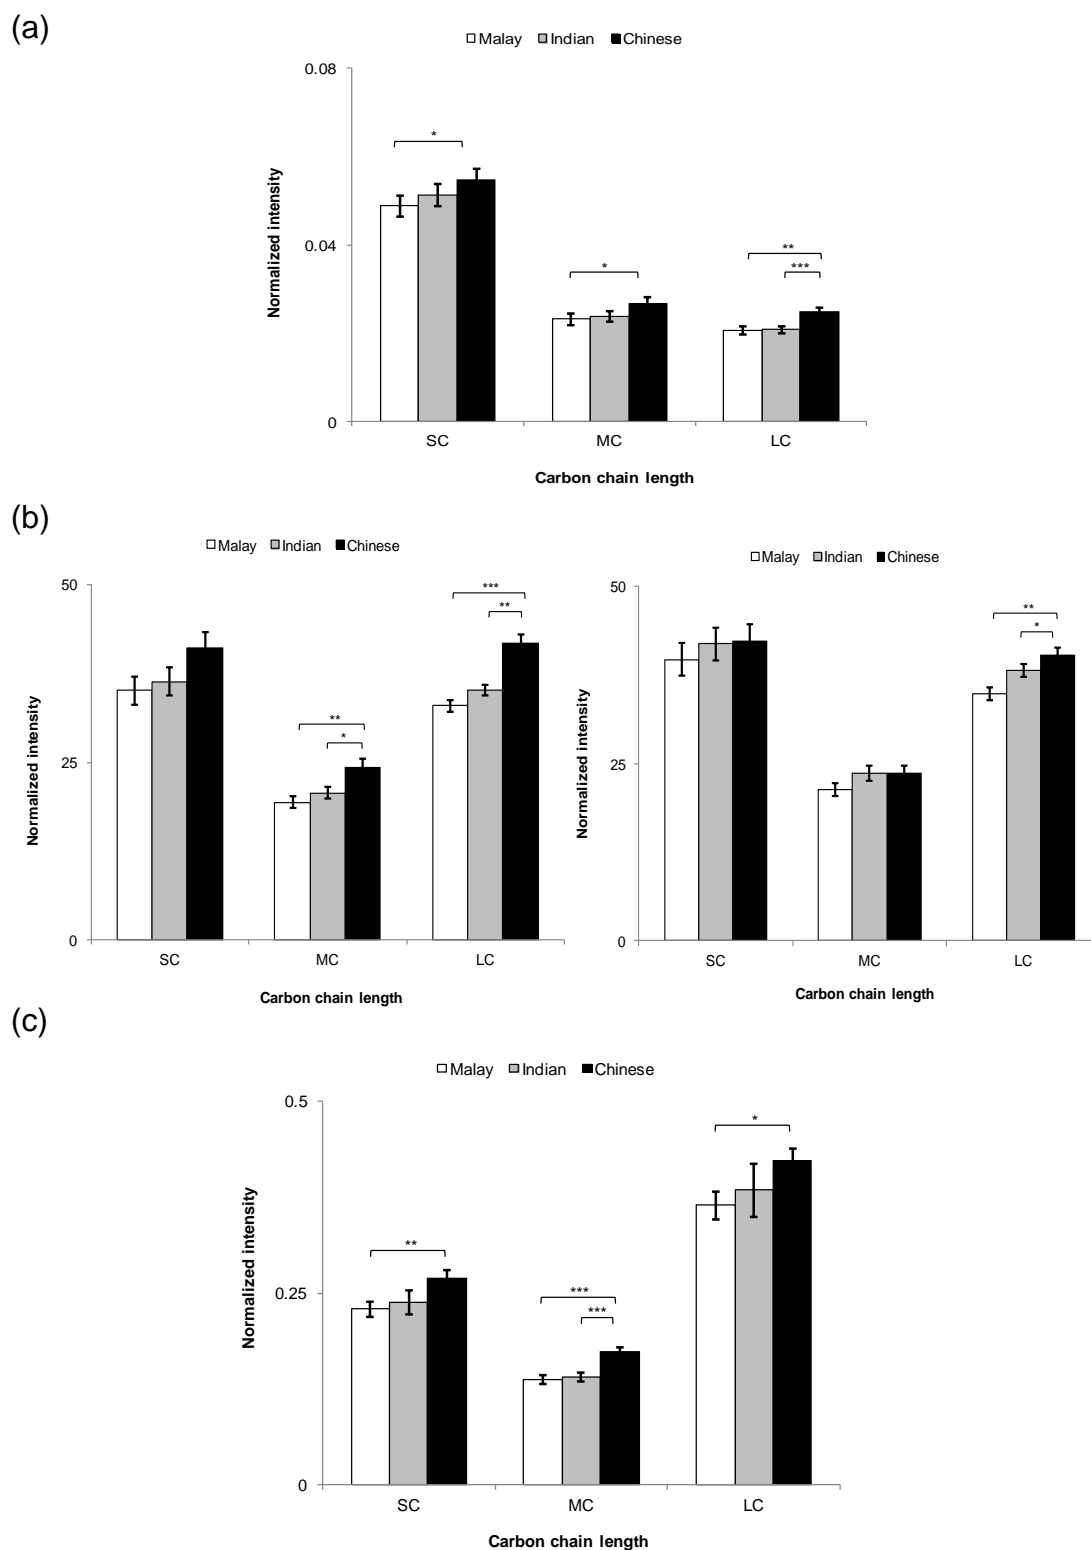 (a)
Malay Indian Chinese
0.08
0.04
0
Normalized intensity
*
*
**
***
SC MC LC
Carbon chain length
(b)
Malay Indian Chinese
50
25
0
Normalized intensity
**
*
***
**
SC MC LC
Carbon chain length
Malay Indian Chinese
50
25
0
Normalized intensity
**
*
SC MC LC
Carbon chain length
(c)
Malay Indian Chinese
0.5
0.25
0
Normalized intensity
**
***
***
*
SC MC LC
Carbon chain length